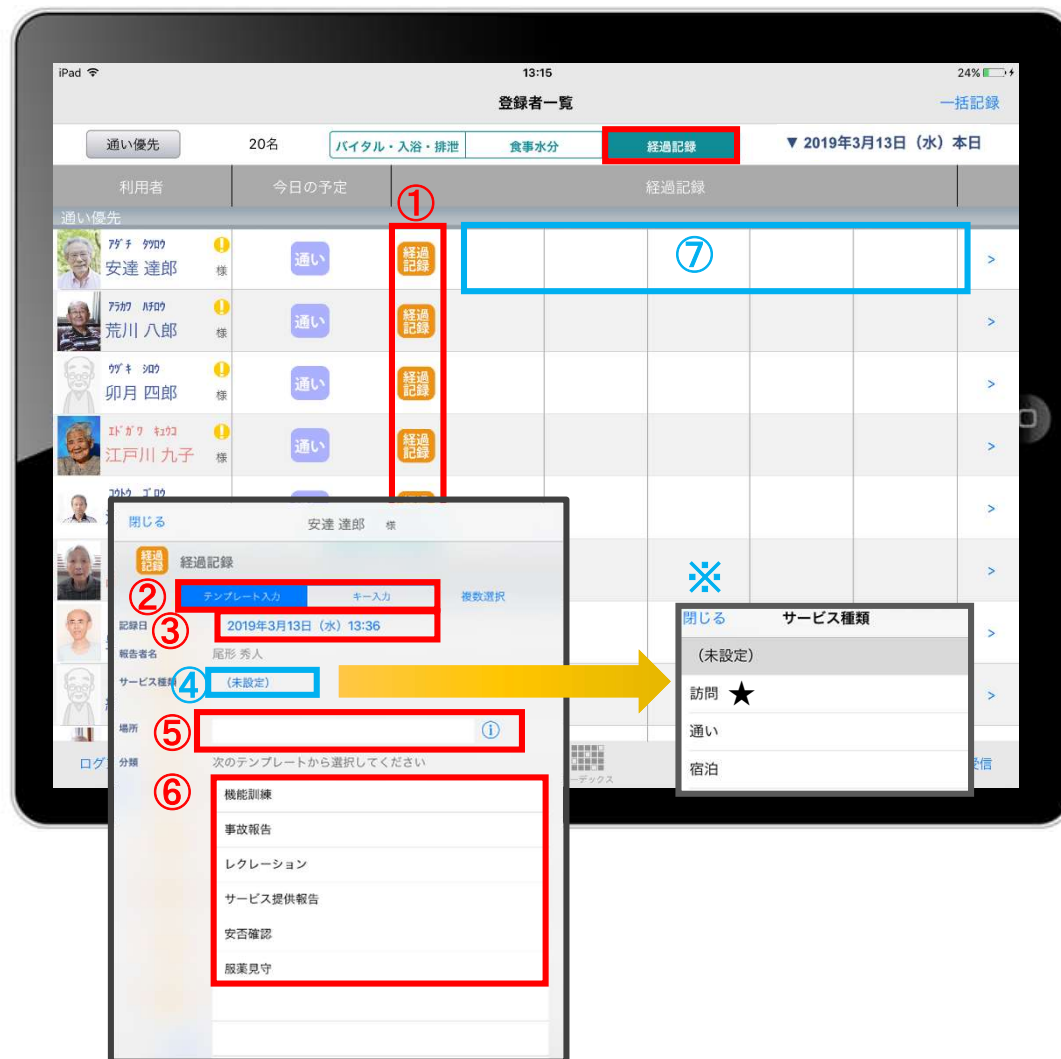 iPad 13:15 24%
登録者一覧 一括記録
通い優先 20名 バイタル・入浴・排泄 食事水分 経過記録 ▼ 2019年3月13日（水）本日
利用者 今日の予定 経過記録
①
通い優先
ｱﾀﾞﾁ ﾀﾂﾛｳ
安達 達郎 様 通い 経過記録 ⑦ >
ｱﾗｶﾜ ﾊﾁﾛｳ
荒川 八郎 様 通い 経過記録 >
ｳﾂﾞｷ ｼﾛｳ
卯月 四郎 様 通い 経過記録 >
ｴﾄﾞｶﾞﾜ ｷｭｳｺ
江戸川 九子 様 通い 経過記録 >
>
閉じる 安達 達郎 様
経過記録 経過記録
② テンプレート入力 キー入力 複数選択
記録日 ③ 2019年3月13日（水）13:36
報告者名 尾形 秀人
サービス種類 ④ （未設定）
場所 ⑤
分類 次のテンプレートから選択してください
⑥
機能訓練
事故報告
レクレーション
サービス提供報告
安否確認
服薬見守
※
閉じる サービス種類
（未設定）
訪問 ★
通い
宿泊
>
>
>
ログ
ーデックス
受信